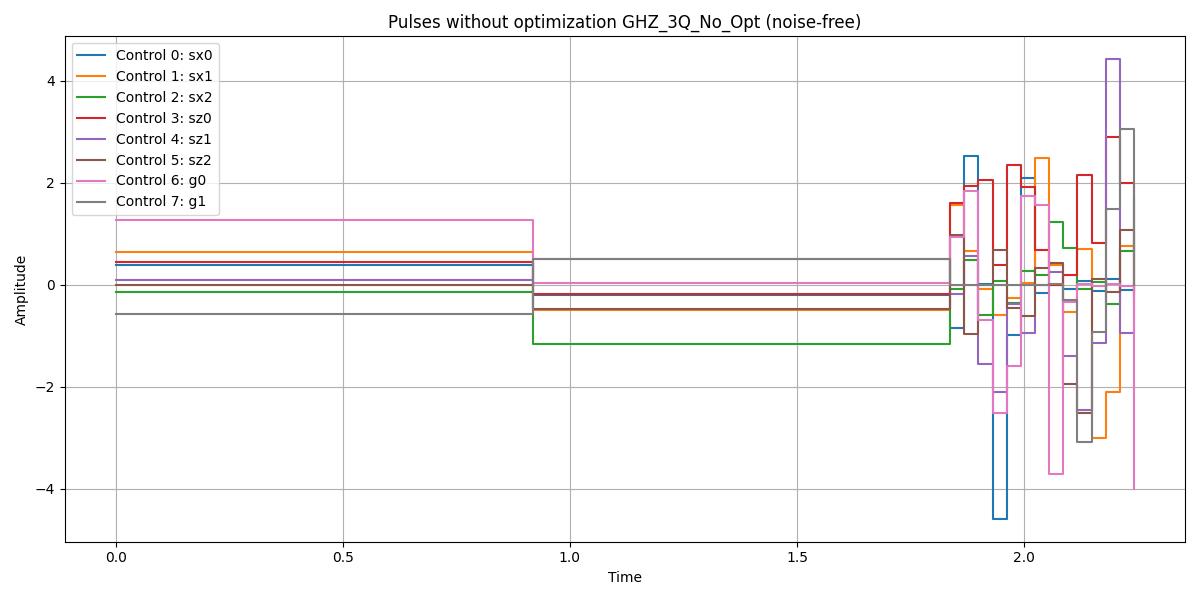 Pulses without optimization GHZ_3Q_No_Opt (noise-free)
Control 0: sx0
Control 1: sx1
Control 2: sx2
Control 3: sz0
Control 4: sz1
Control 5: sz2
Control 6: g0
Control 7: g1
Amplitude
4
2
0
−2
−4
0.0 0.5 1.0 1.5 2.0
Time